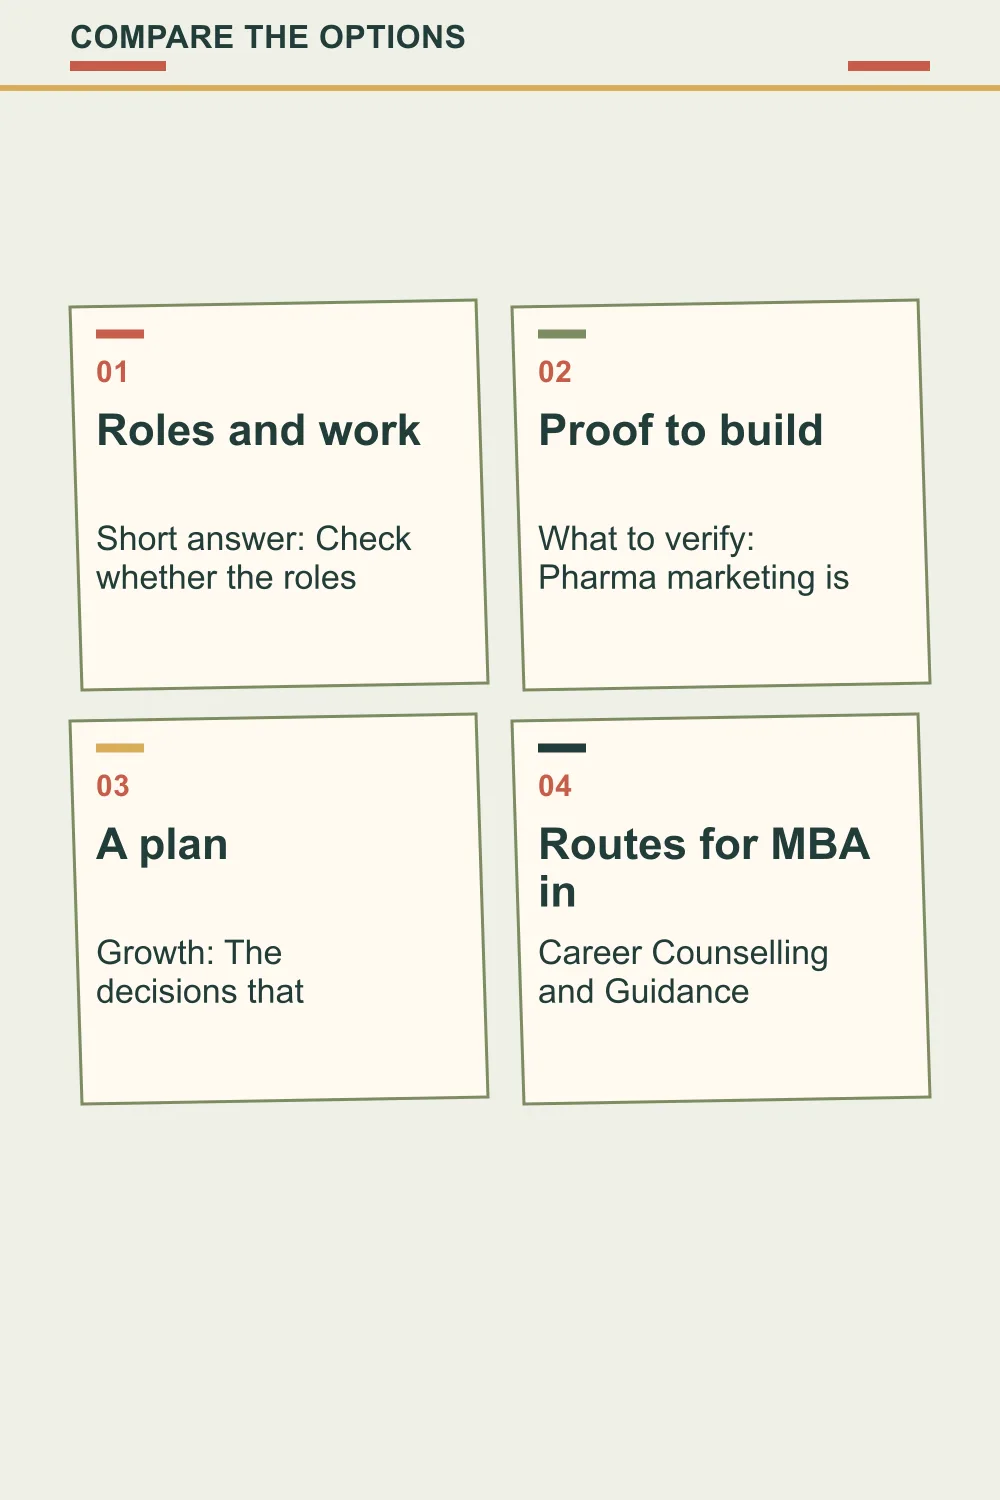 COMPARE THE OPTIONS
01
Roles and work
Short answer: Check
whether the roles
02
Proof to build
What to verify:
Pharma marketing is
03
A plan
Growth: The
decisions that
04
Routes for MBA
in
Career Counselling
and Guidance